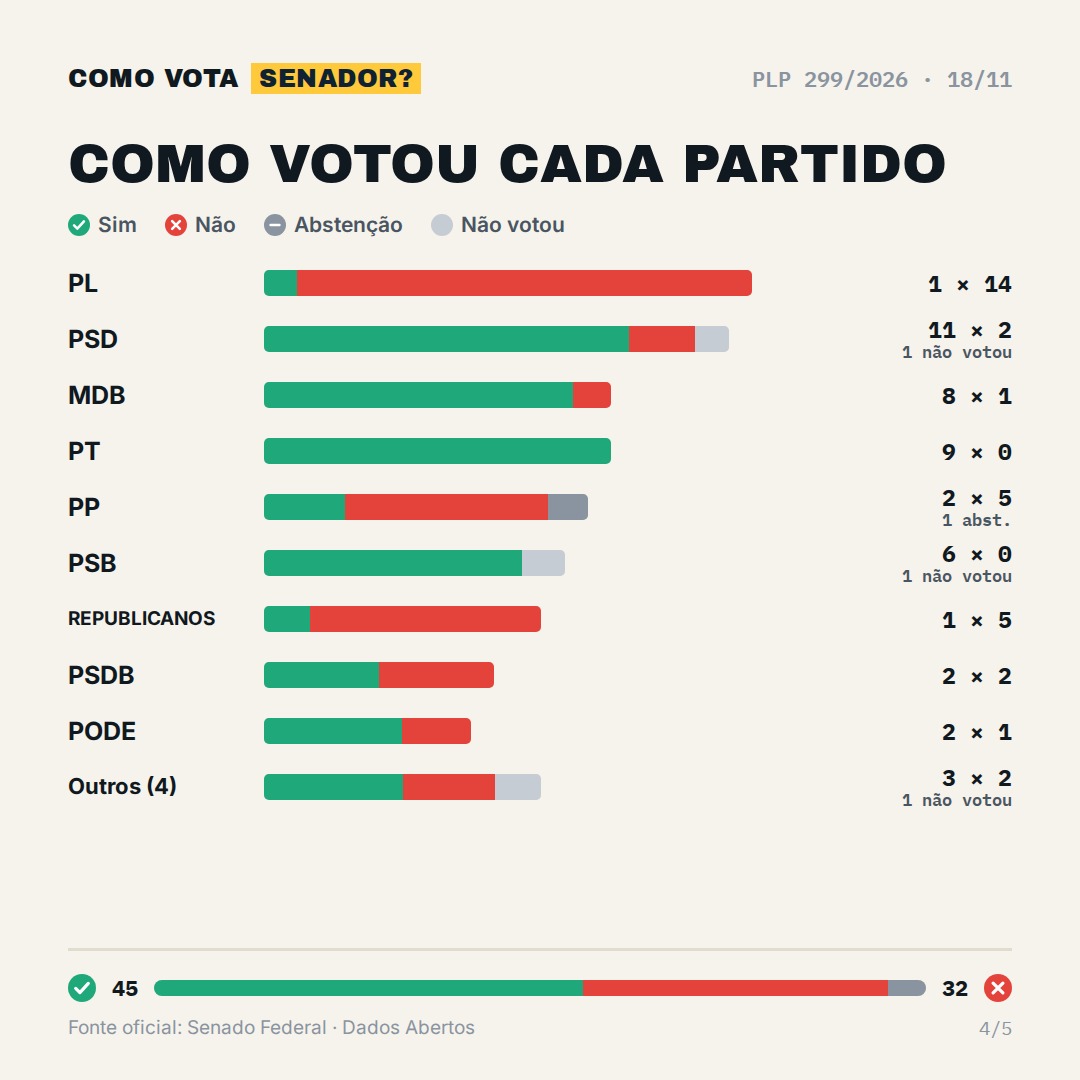 COMO VOTA SENADOR?
PLP 299/2026 · 18/11
COMO VOTOU CADA PARTIDO
Sim Não Abstenção Não votou
PL 1 × 14
PSD 11 × 2
1 não votou
MDB 8 × 1
PT 9 × 0
PP 2 × 5
1 abst.
PSB 6 × 0
1 não votou
REPUBLICANOS 1 × 5
PSDB 2 × 2
PODE 2 × 1
Outros (4) 3 × 2
1 não votou
45 32
Fonte oficial: Senado Federal · Dados Abertos
4/5